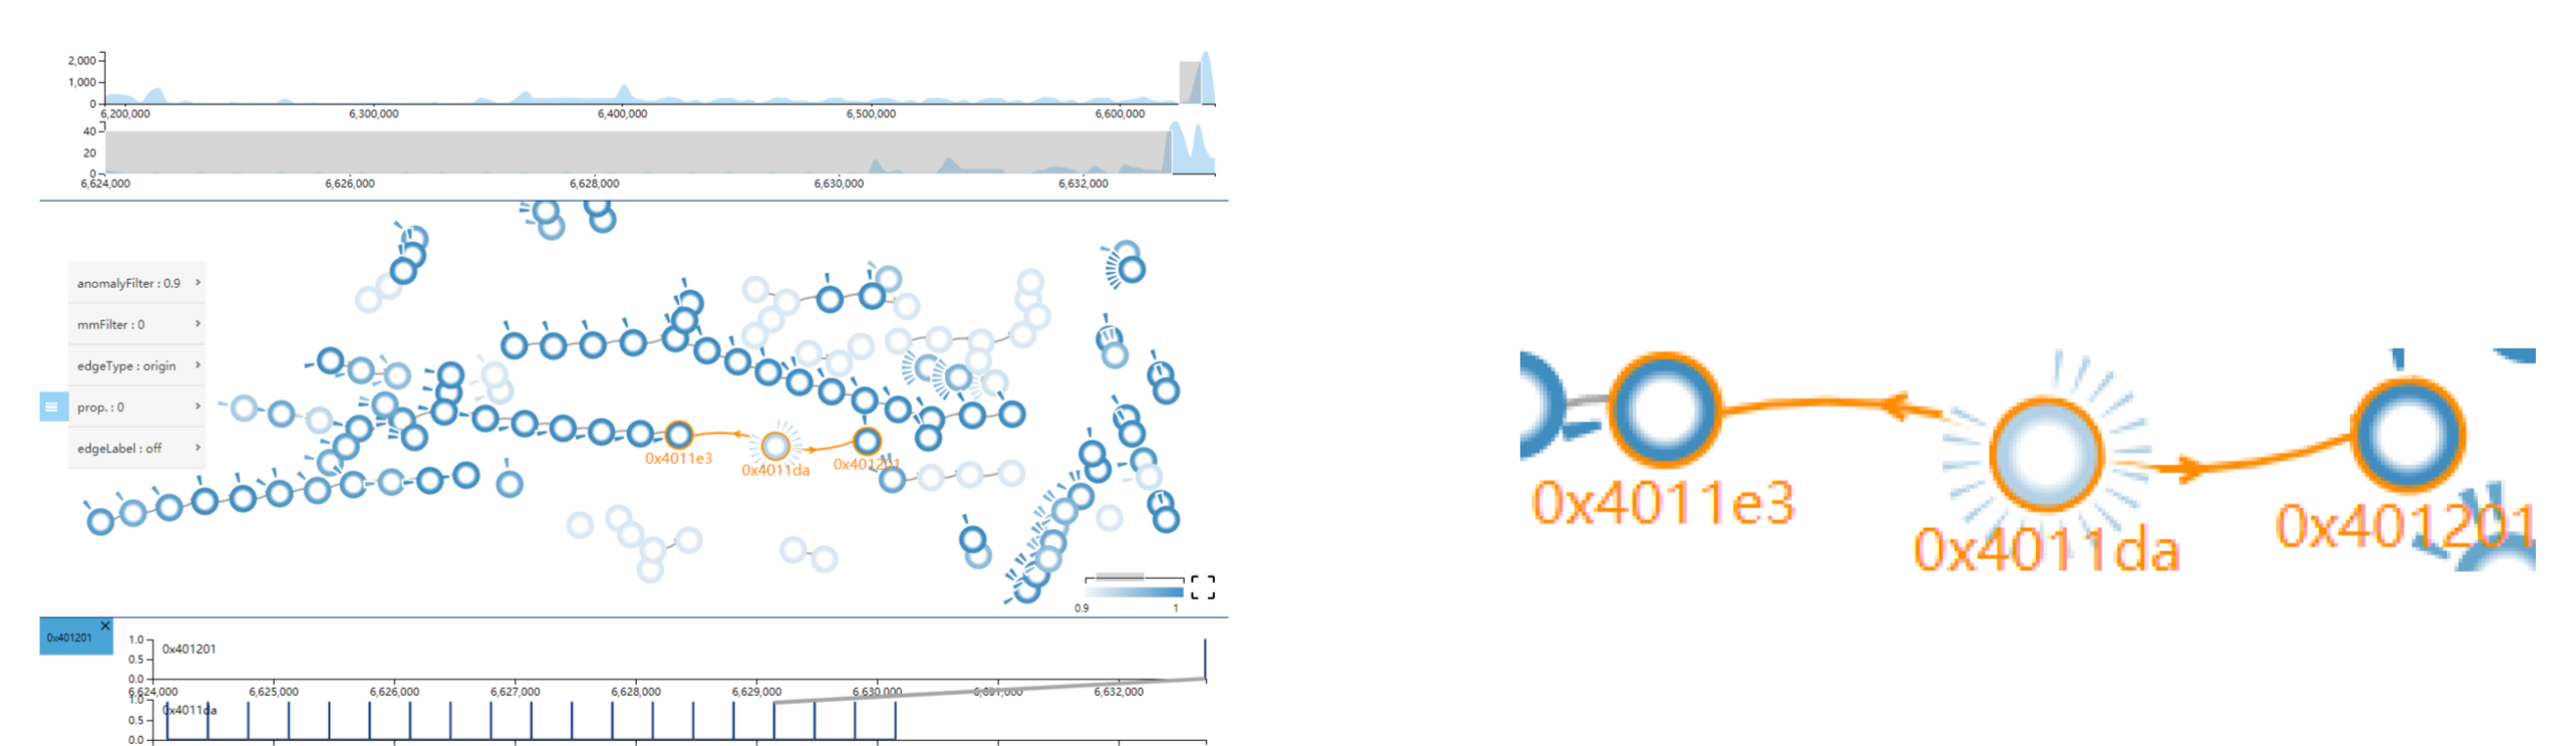 2,000
1,000
0
6,200,000 6,300,000 6,400,000 6,500,000 6,600,000
40
20
0
6,624,000 6,626,000 6,628,000 6,630,000 6,632,000
anomalyFilter : 0.9 >
mmFilter : 0 >
edgeType : origin >
prop. : 0 >
edgeLabel : off >
0x4011e3 0x4011da 0x401201
0.9 1
0x401201 ×
1.0
0.5
0.0
0x401201
6,624,000 6,625,000 6,626,000 6,627,000 6,628,000 6,629,000 6,630,000 6,631,000 6,632,000
1.0
0.5
0.0
0x4011da
0x4011e3 0x4011da 0x401201